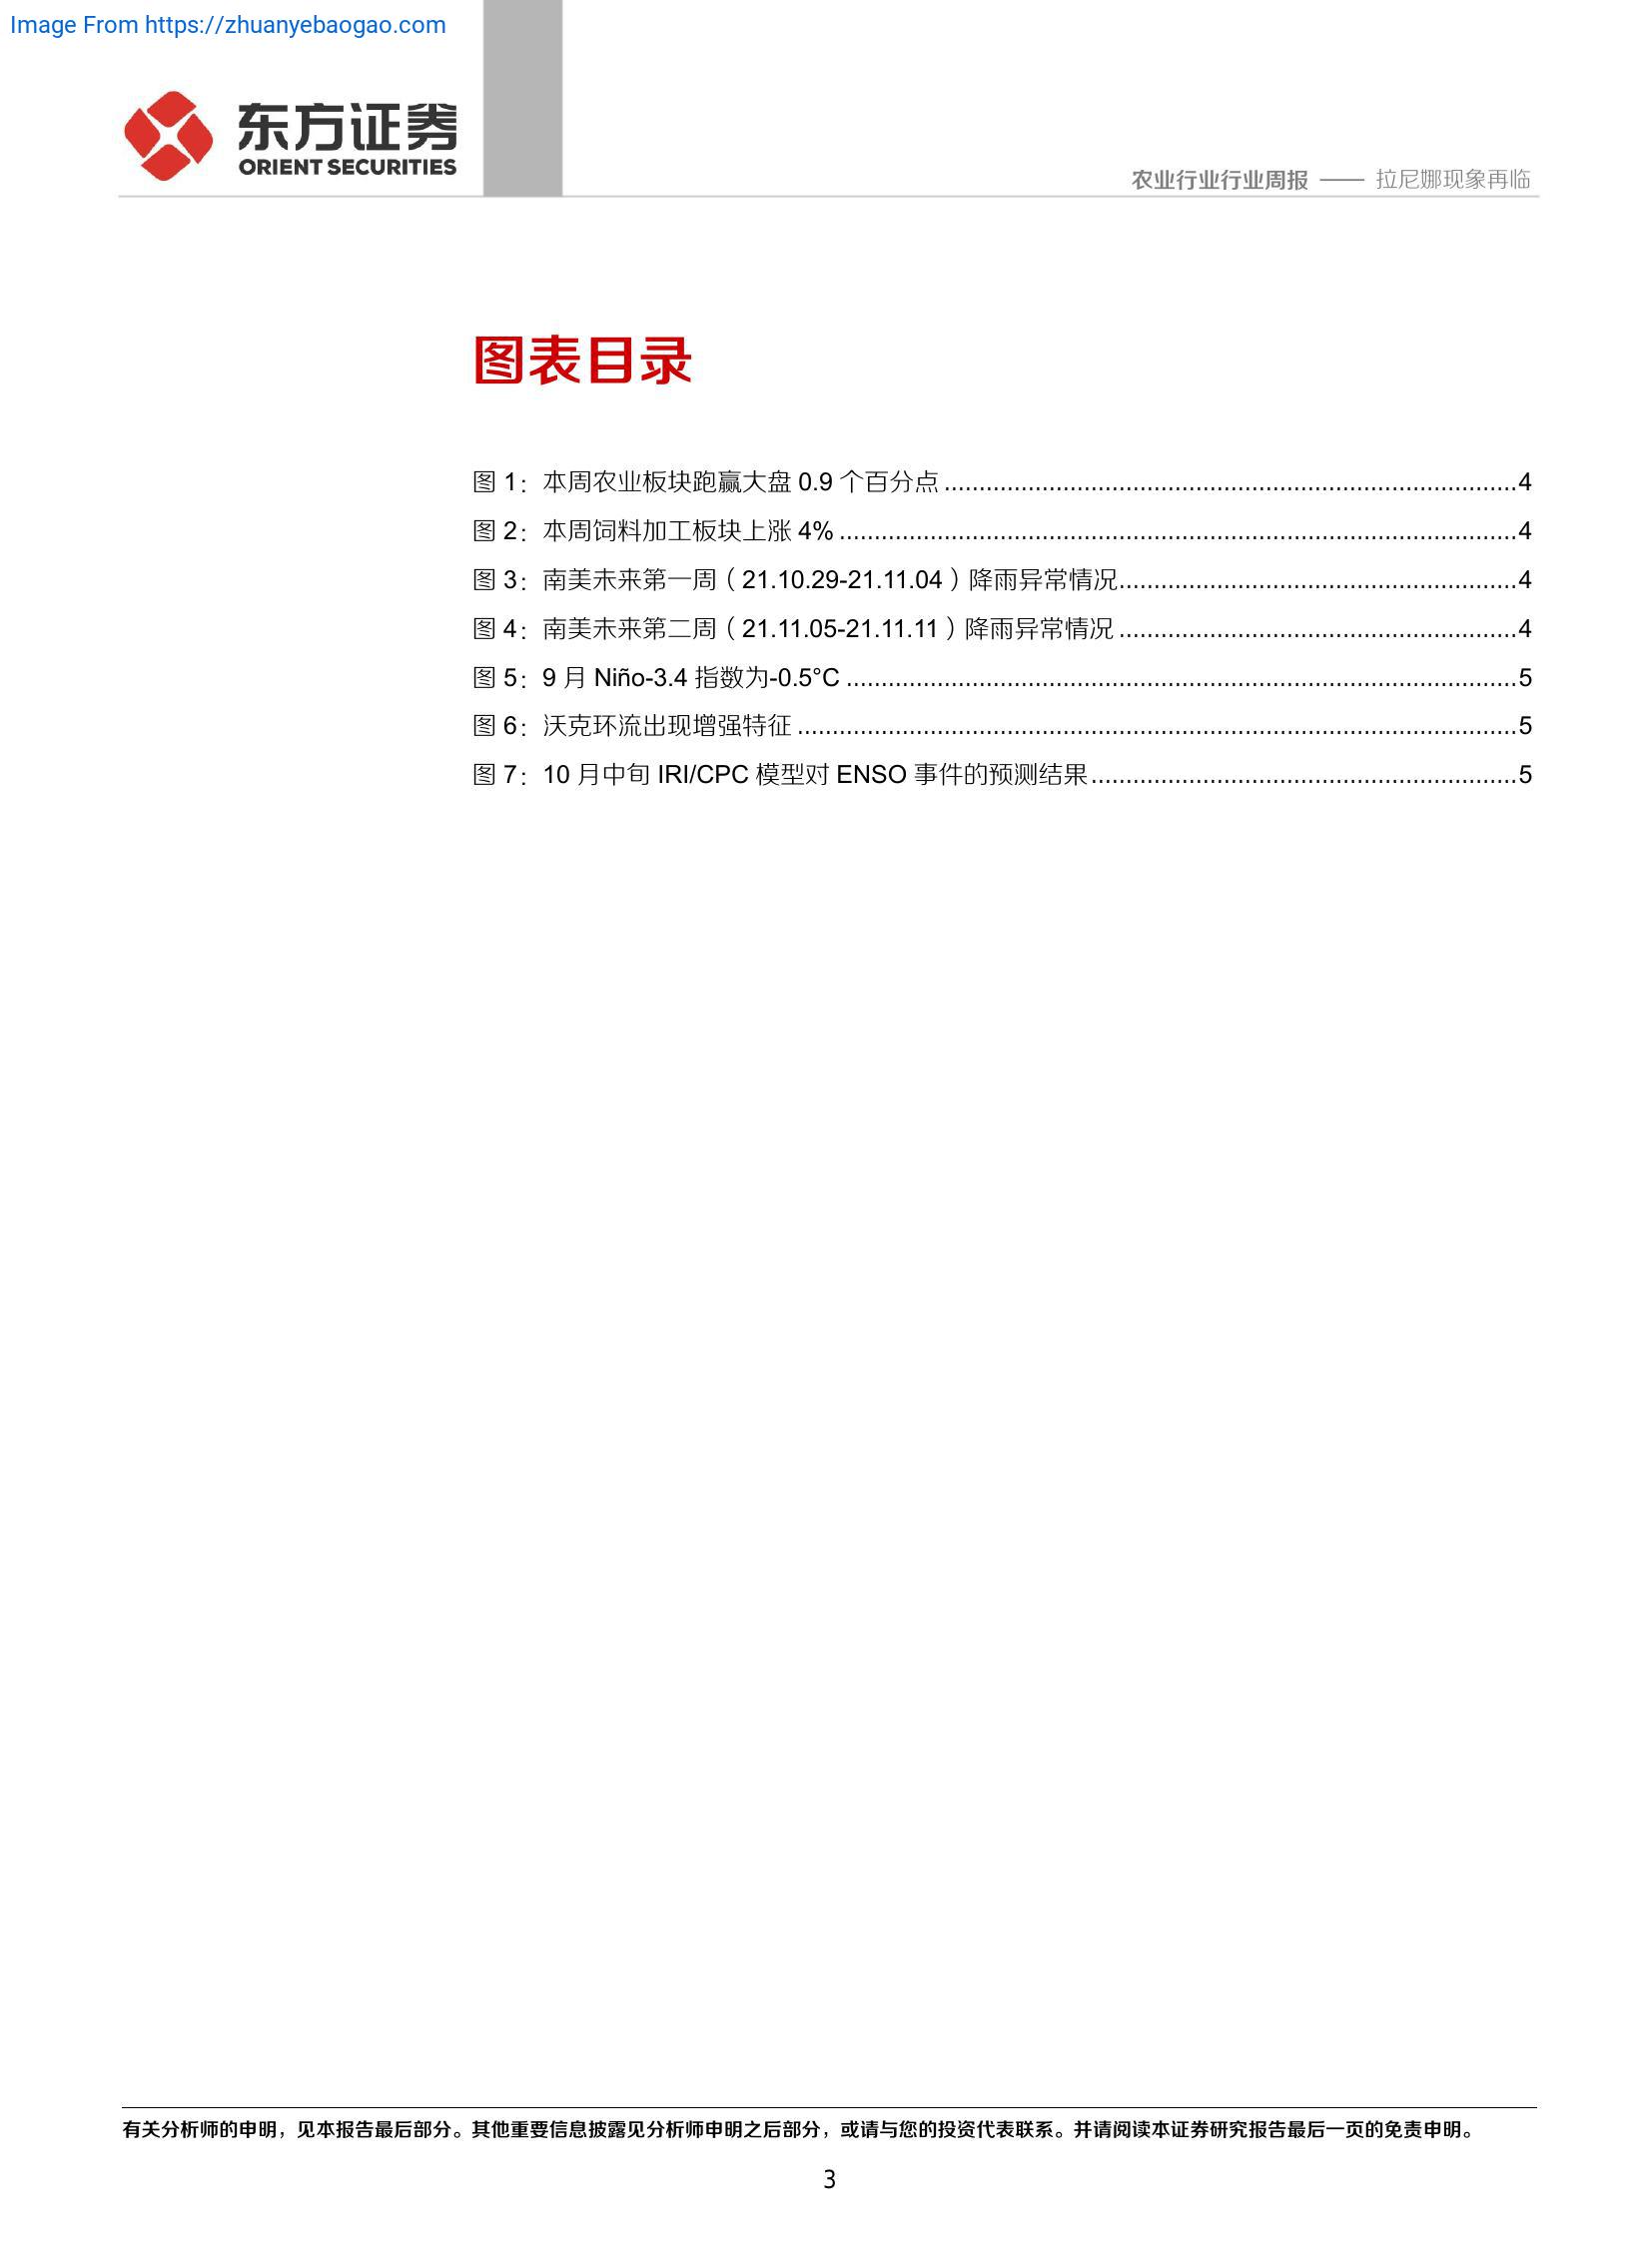 Image From https://zhuanyebaogao.com
东方证券
ORIENT SECURITIES
农业行业行业周报 —— 拉尼娜现象再临
图表目录
图 1：本周农业板块跑赢大盘 0.9 个百分点 ................................................................................ 4
图 2：本周饲料加工板块上涨 4% ................................................................................ 4
图 3：南美未来第一周（21.10.29-21.11.04）降雨异常情况 ......................................................... 4
图 4：南美未来第二周（21.11.05-21.11.11）降雨异常情况 ......................................................... 4
图 5：9 月 Niño-3.4 指数为-0.5°C ................................................................................ 5
图 6：沃克环流出现增强特征 ................................................................................ 5
图 7：10 月中旬 IRI/CPC 模型对 ENSO 事件的预测结果 ............................................................. 5
有关分析师的申明，见本报告最后部分。其他重要信息披露见分析师申明之后部分，或请与您的投资代表联系。并请阅读本证券研究报告最后一页的免责申明。
3